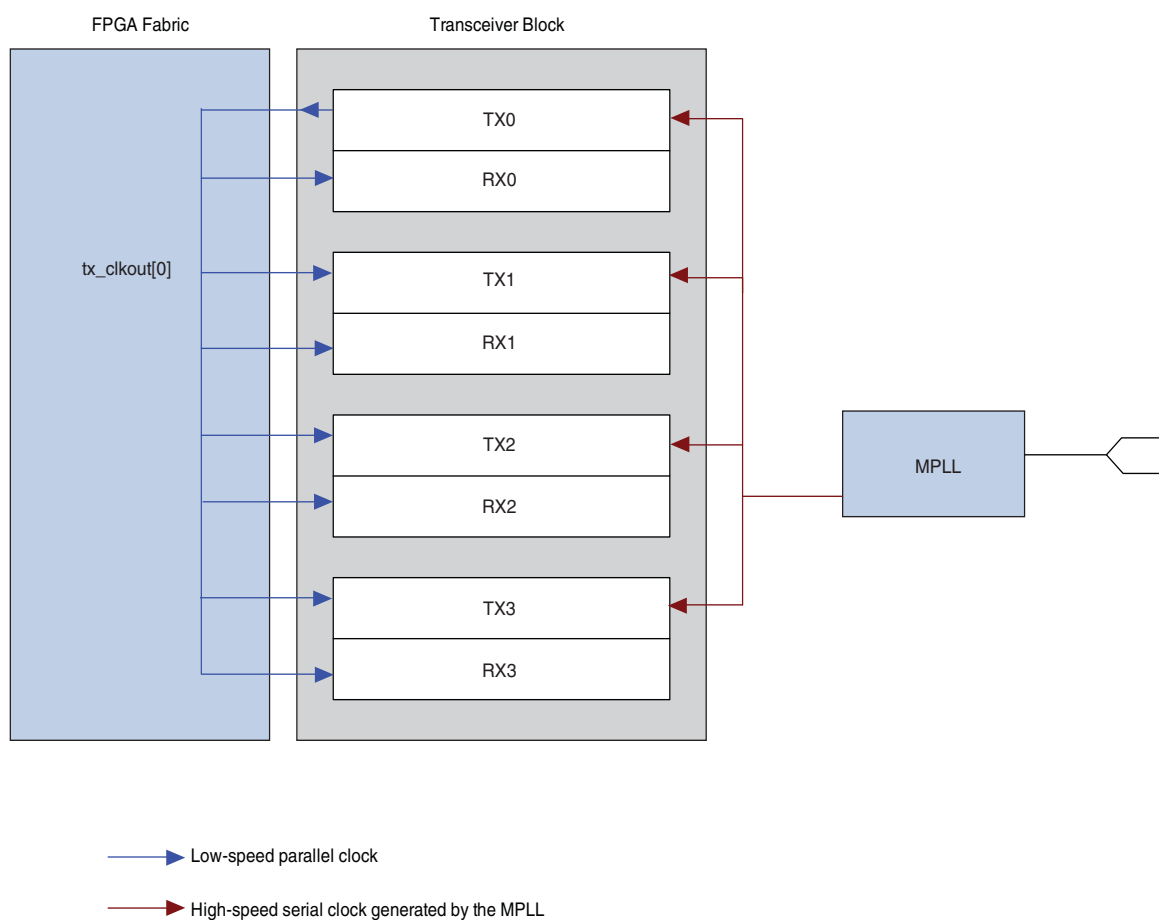 FPGA Fabric
Transceiver Block
TX0
RX0
tx_clkout[0]
TX1
RX1
TX2
RX2
MPLL
TX3
RX3
Low-speed parallel clock
High-speed serial clock generated by the MPLL